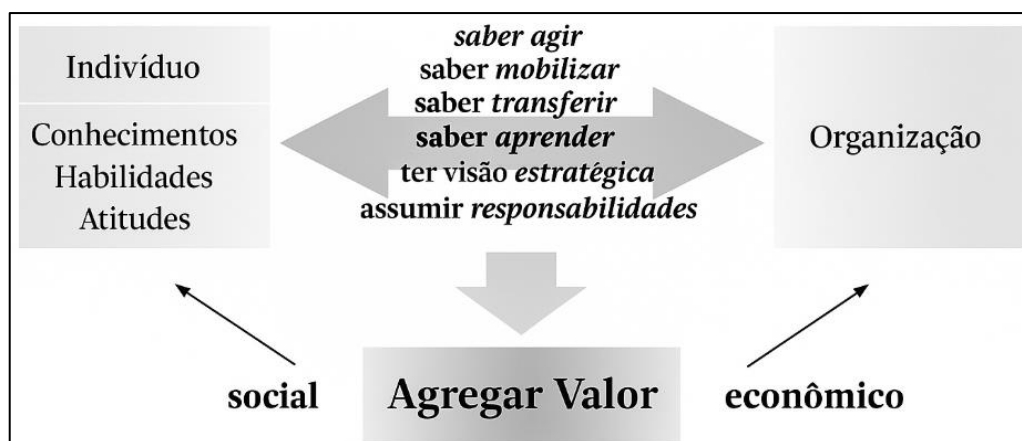 Indivíduo
Conhecimentos
Habilidades
Atitudes
saber agir
saber mobilizar
saber transferir
saber aprender
ter visão estratégica
assumir responsabilidades
Organização
social
Agregar Valor
econômico